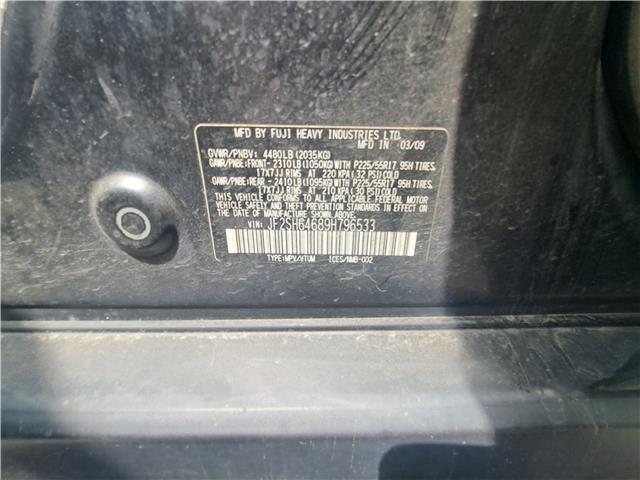 MFD BY FUJI HEAVY INDUSTRIES LTD.
MFD IN 03/09
GVWR/PNBV: 4480LB (2035KG)
GAWR/PNBE:FRONT- 2310LB(1050KG)WITH P225/55R17 95H TIRES,
17X7JJ RIMS AT 220 KPA(32 PSI)COLD
GAWR/PNBE:REAR - 2410LB(1095KG)WITH P225/55R17 95H TIRES,
17X7JJ RIMS AT 210 KPA(30 PSI)COLD
THIS VEHICLE CONFORMS TO ALL APPLICABLE FEDERAL MOTOR
VEHICLE SAFETY AND THEFT PREVENTION STANDARDS IN EFFECT
ON THE DATE OF MANUFACTURE SHOWN ABOVE.
VIN: JF2SH64689H796533
TYPE:MPV/VTUM ICES/NMB-002